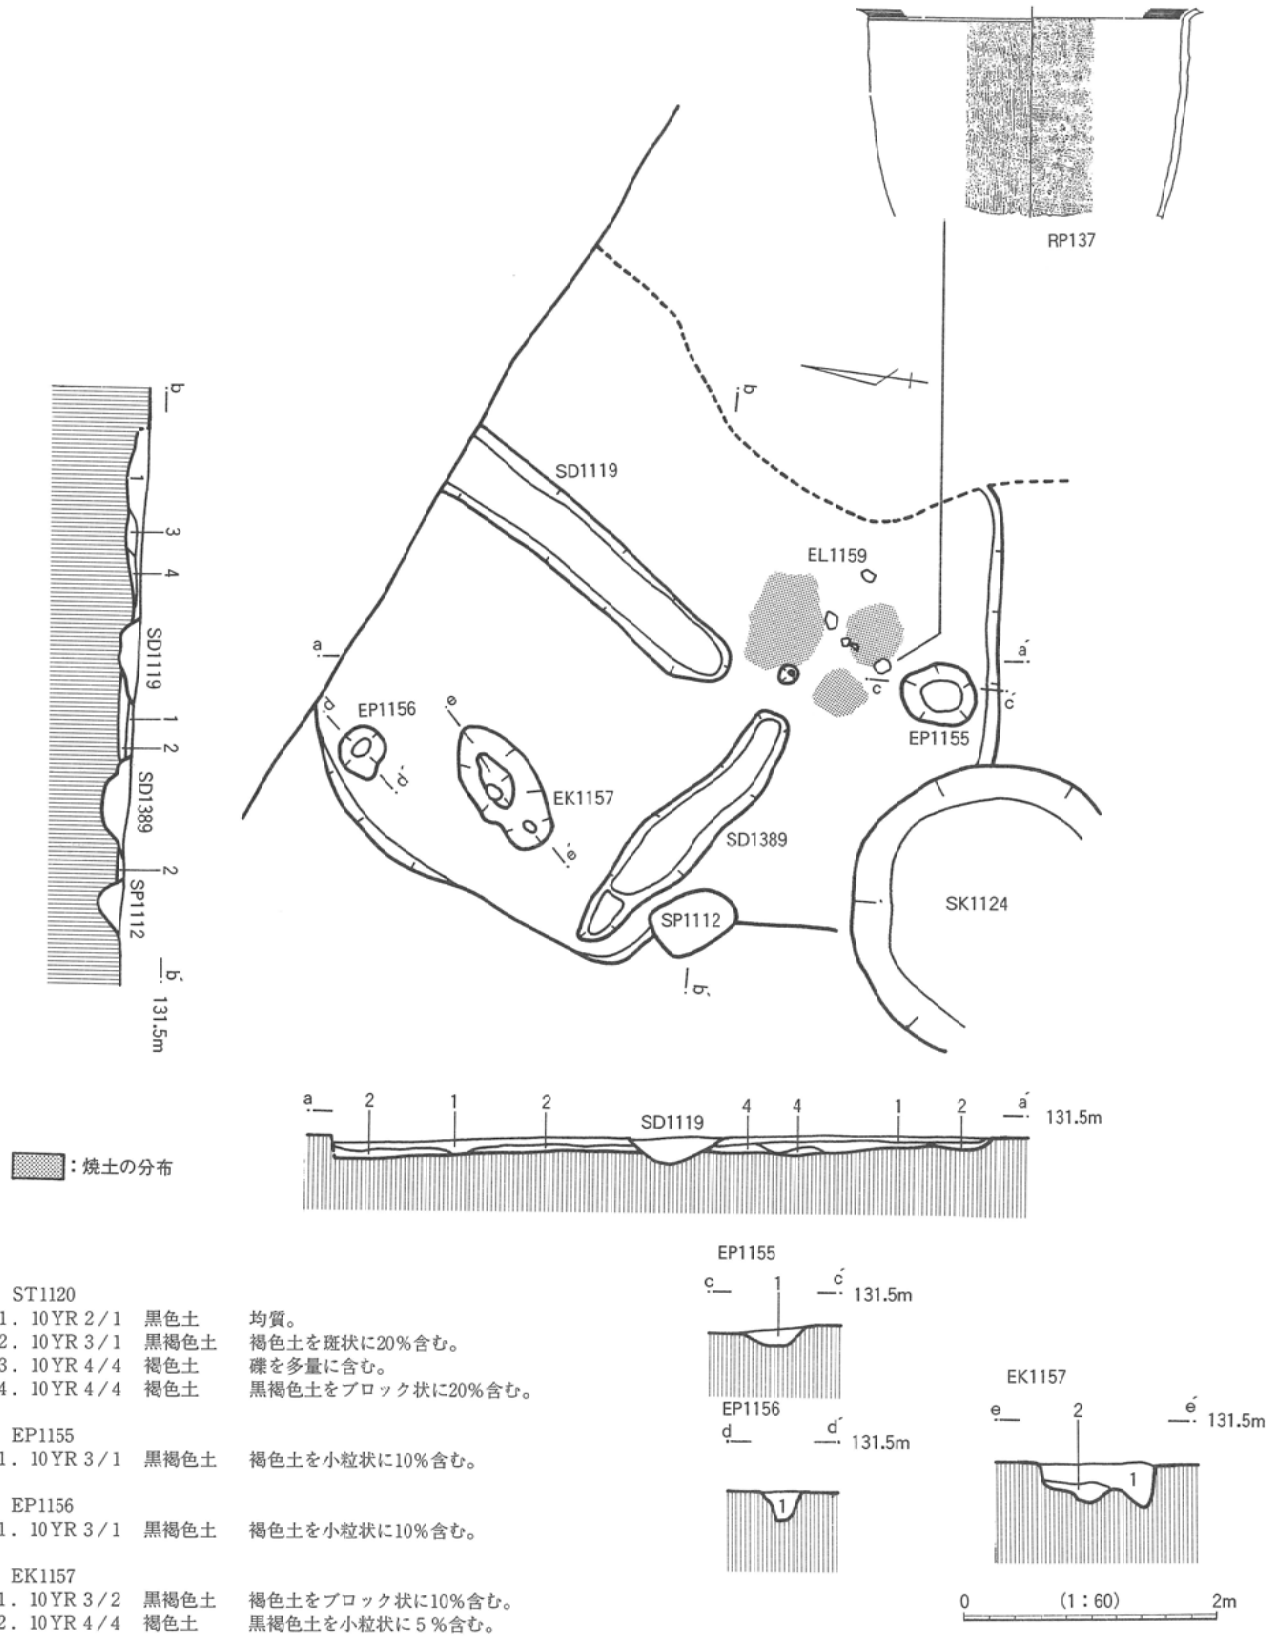 RP137
b
SD1119
EL1159
a
a´
c
c´
d
EP1156
e
d´
EP1155
EK1157
e´
SD1389
SP1112
SK1124
b´
b
1
3
4
SD1119
1
2
SD1389
2
SP1112
b´
131.5m
a
2
1
2
SD1119
4
4
1
2
a´
131.5m
:焼土の分布
EP1155
c
1
c´
131.5m
EP1156
d
d´
131.5m
1
EK1157
e
2
e´
131.5m
1
0 (1:60) 2m
ST1120
1. 10YR 2/1 黒色土 均質。
2. 10YR 3/1 黒褐色土 褐色土を斑状に20%含む。
3. 10YR 4/4 褐色土 礫を多量に含む。
4. 10YR 4/4 褐色土 黒褐色土をブロック状に20%含む。
EP1155
1. 10YR 3/1 黒褐色土 褐色土を小粒状に10%含む。
EP1156
1. 10YR 3/1 黒褐色土 褐色土を小粒状に10%含む。
EK1157
1. 10YR 3/2 黒褐色土 褐色土をブロック状に10%含む。
2. 10YR 4/4 褐色土 黒褐色土を小粒状に5%含む。